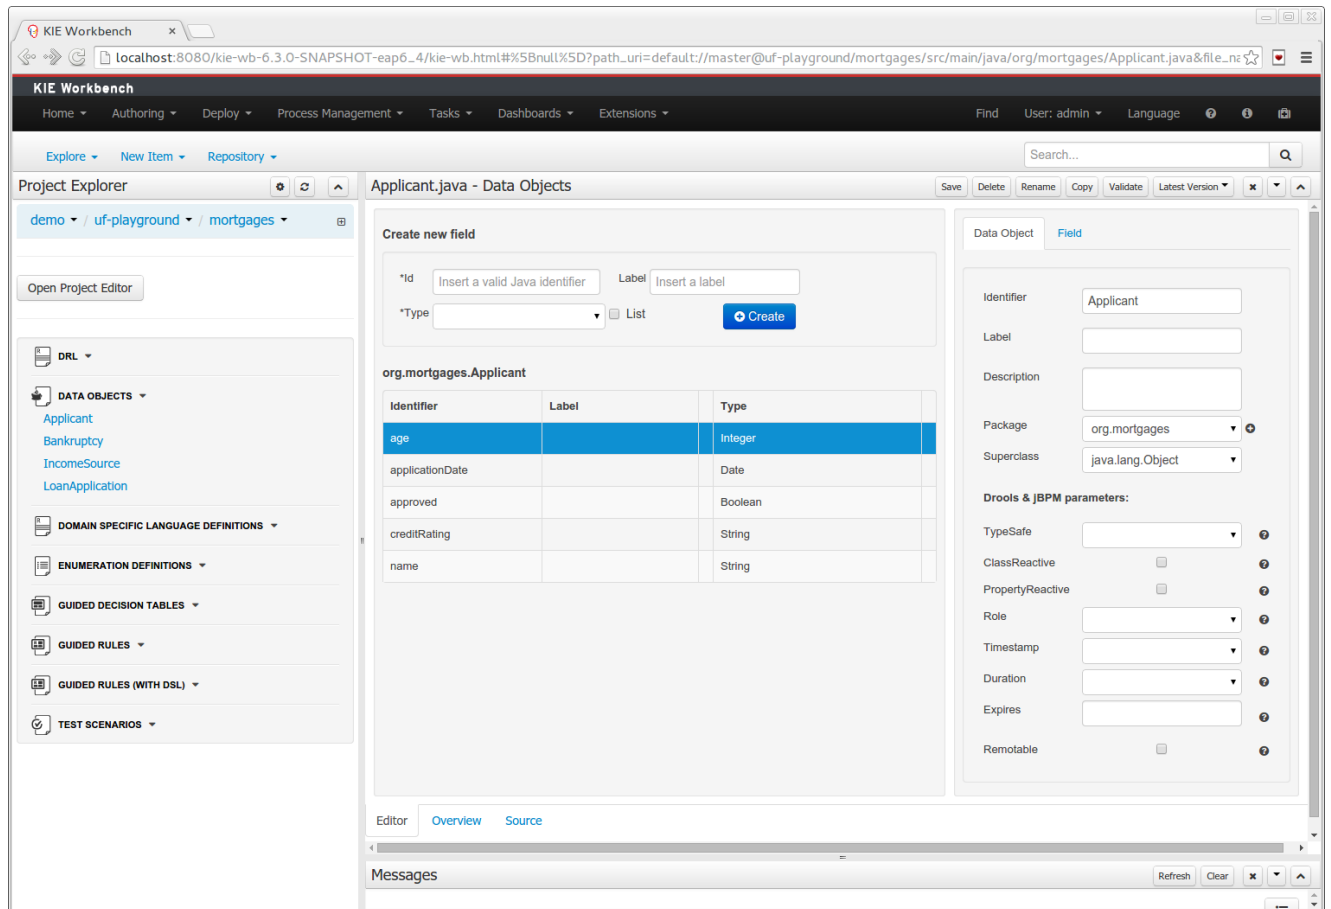 KIE Workbench
localhost:8080/kie-wb-6.3.0-SNAPSHOT-eap6_4/kie-wb.html#%5Bnull%5D?path_uri=default://master@uf-playground/mortgages/src/main/java/org/mortgages/Applicant.java&file_na
KIE Workbench
Home Authoring Deploy Process Management Tasks Dashboards Extensions Find User: admin Language
Explore New Item Repository Search...
Project Explorer
demo / uf-playground / mortgages
Open Project Editor
DRL
DATA OBJECTS
Applicant
Bankruptcy
IncomeSource
LoanApplication
DOMAIN SPECIFIC LANGUAGE DEFINITIONS
ENUMERATION DEFINITIONS
GUIDED DECISION TABLES
GUIDED RULES
GUIDED RULES (WITH DSL)
TEST SCENARIOS
Applicant.java - Data Objects
Save Delete Rename Copy Validate Latest Version
Create new field
*Id Insert a valid Java identifier Label Insert a label
*Type List Create
org.mortgages.Applicant
Identifier Label Type
age Integer
applicationDate Date
approved Boolean
creditRating String
name String
Data Object Field
Identifier Applicant
Label
Description
Package org.mortgages
Superclass java.lang.Object
Drools & jBPM parameters:
TypeSafe
ClassReactive
PropertyReactive
Role
Timestamp
Duration
Expires
Remotable
Editor Overview Source
Messages
Refresh Clear